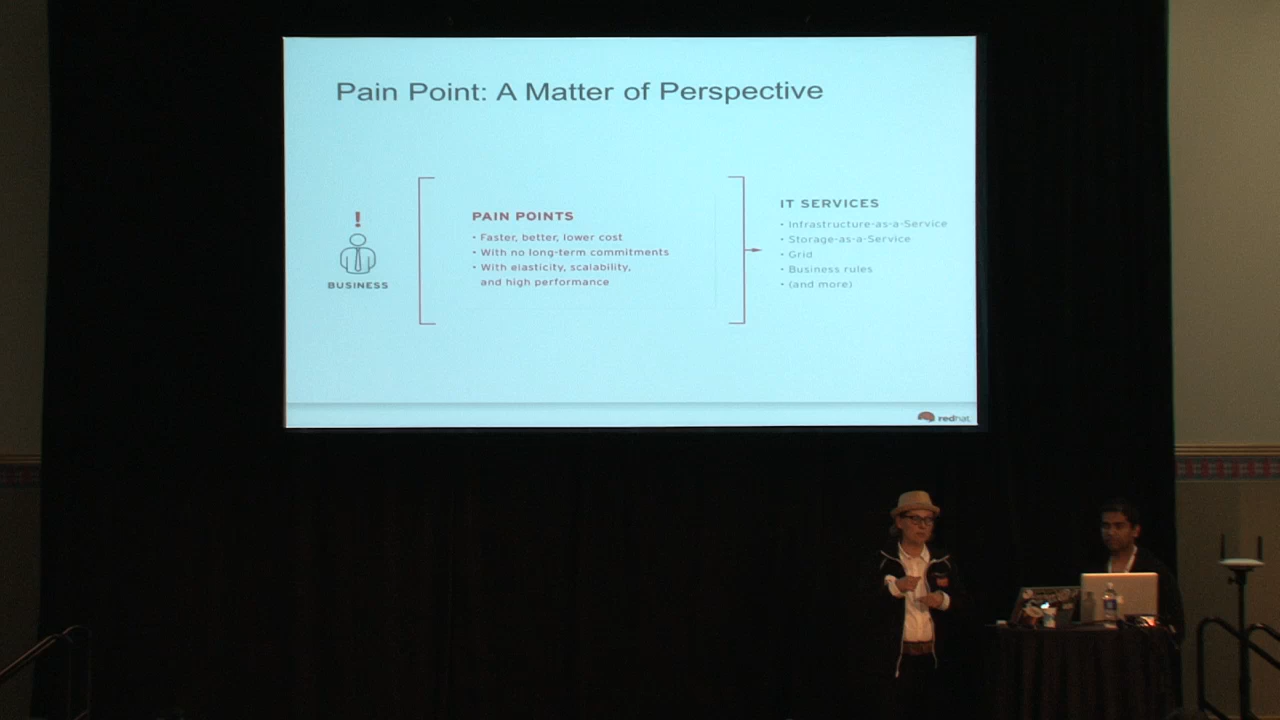 Pain Point: A Matter of Perspective
BUSINESS
PAIN POINTS
• Faster, better, lower cost
• With no long-term commitments
• With elasticity, scalability,
and high performance
IT SERVICES
• Infrastructure-as-a-Service
• Storage-as-a-Service
• Grid
• Business rules
• (and more)
redhat.